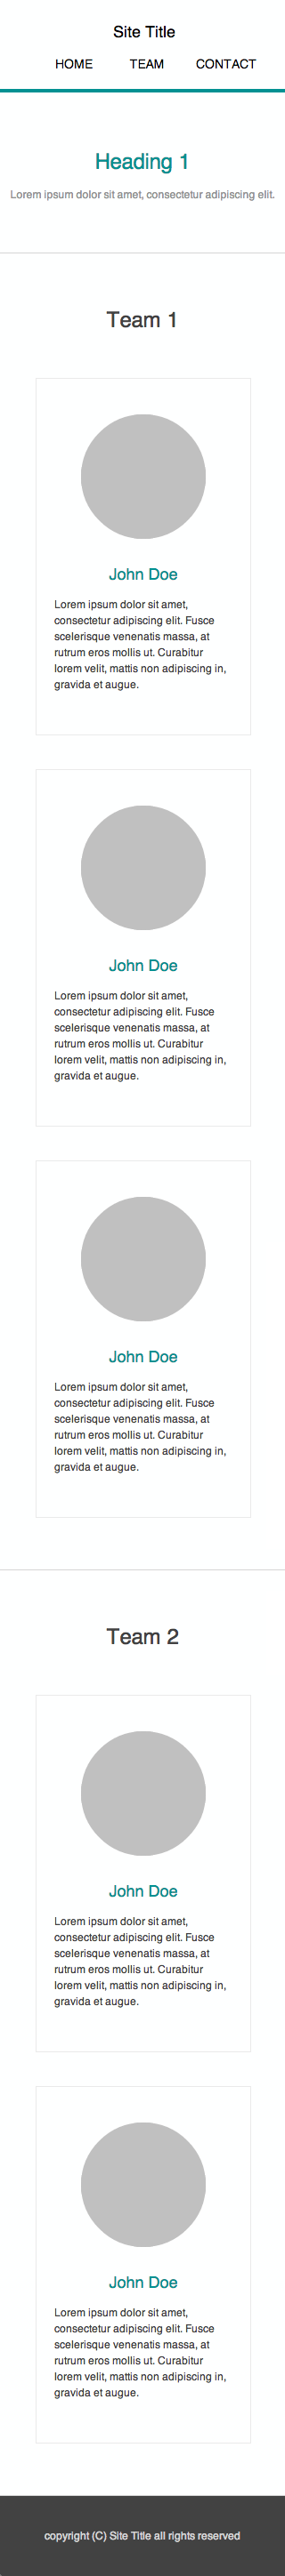 Site Title
HOME TEAM CONTACT
Heading 1
Lorem ipsum dolor sit amet, consectetur adipiscing elit.
Team 1
John Doe
Lorem ipsum dolor sit amet,
consectetur adipiscing elit. Fusce
scelerisque venenatis massa, at
rutrum eros mollis ut. Curabitur
lorem velit, mattis non adipiscing in,
gravida et augue.
John Doe
Lorem ipsum dolor sit amet,
consectetur adipiscing elit. Fusce
scelerisque venenatis massa, at
rutrum eros mollis ut. Curabitur
lorem velit, mattis non adipiscing in,
gravida et augue.
John Doe
Lorem ipsum dolor sit amet,
consectetur adipiscing elit. Fusce
scelerisque venenatis massa, at
rutrum eros mollis ut. Curabitur
lorem velit, mattis non adipiscing in,
gravida et augue.
Team 2
John Doe
Lorem ipsum dolor sit amet,
consectetur adipiscing elit. Fusce
scelerisque venenatis massa, at
rutrum eros mollis ut. Curabitur
lorem velit, mattis non adipiscing in,
gravida et augue.
John Doe
Lorem ipsum dolor sit amet,
consectetur adipiscing elit. Fusce
scelerisque venenatis massa, at
rutrum eros mollis ut. Curabitur
lorem velit, mattis non adipiscing in,
gravida et augue.
copyright (C) Site Title all rights reserved